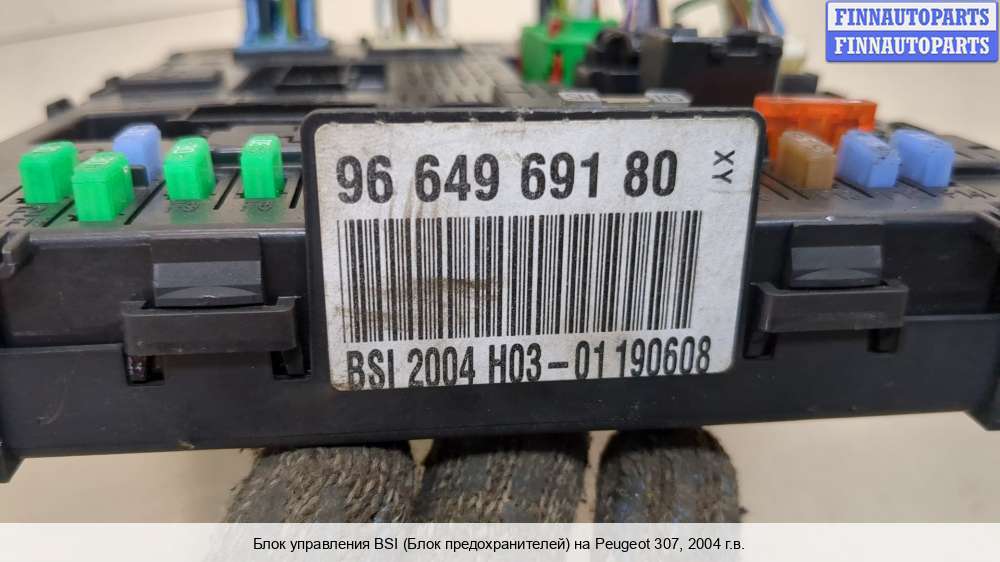 FINNAUTOPARTS
FINNAUTOPARTS
96 649 691 80
XY
BSI 2004 H03-01 190608
Блок управления BSI (Блок предохранителей) на Peugeot 307, 2004 г.в.